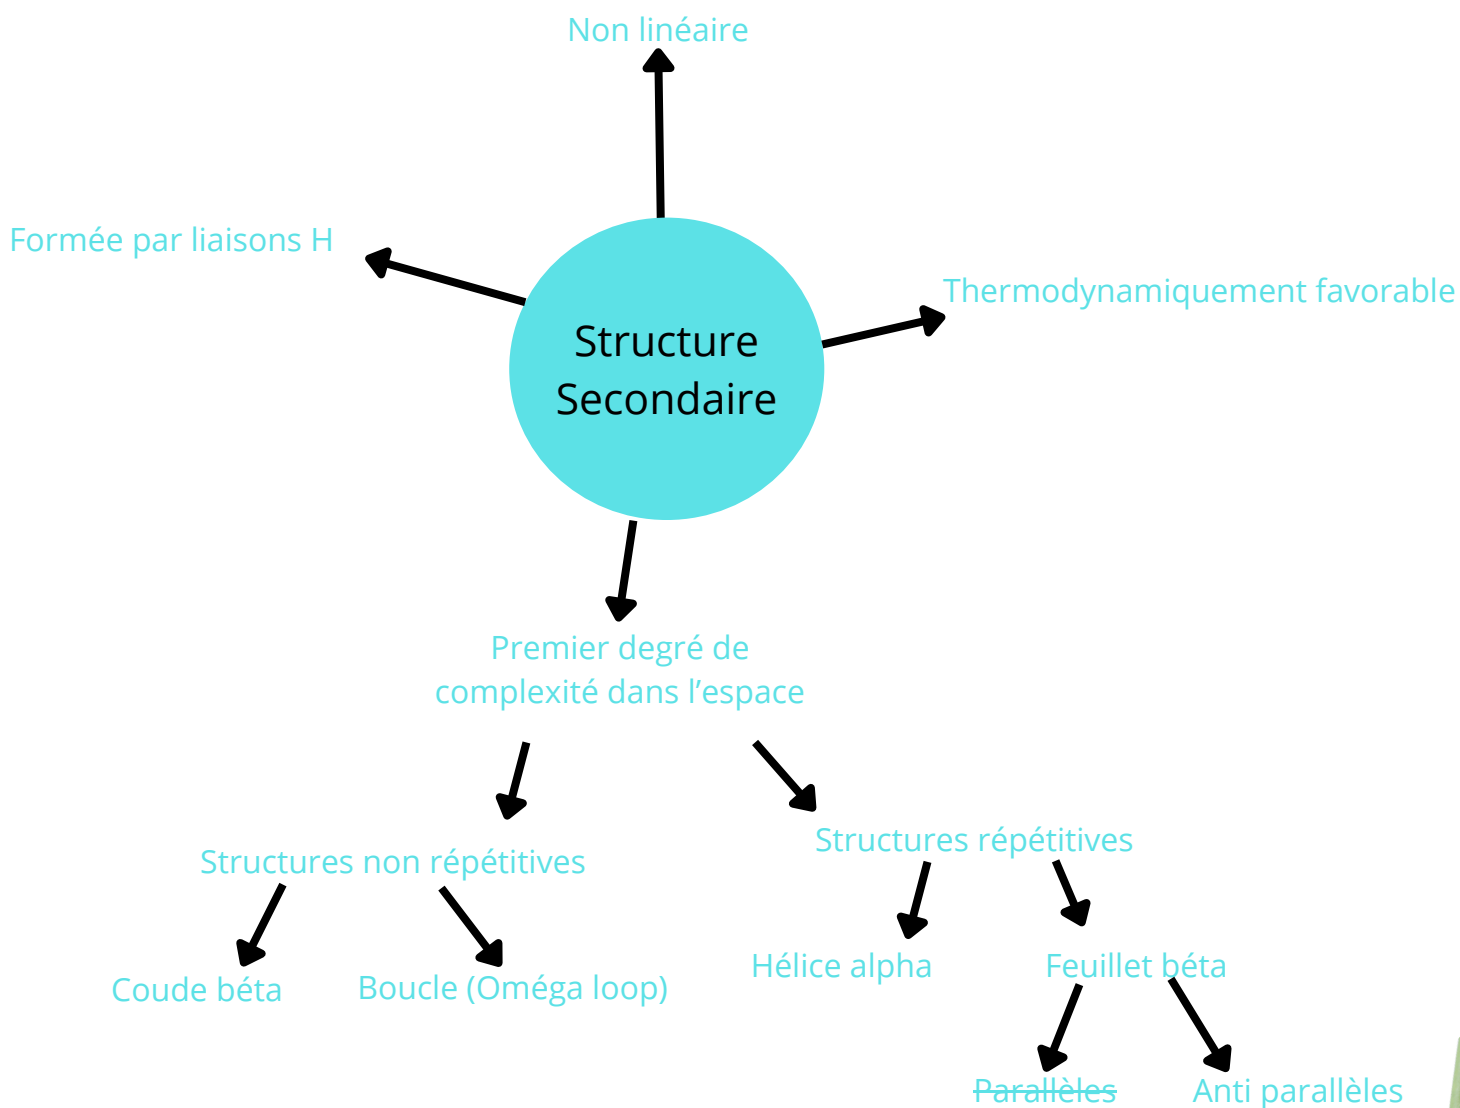 Non linéaire
Formée par liaisons H
Thermodynamiquement favorable
Structure
Secondaire
Premier degré de
complexité dans l’espace
Structures répétitives
Structures non répétitives
Hélice alpha
Feuillet béta
Coude béta
Boucle (Oméga loop)
Parallèles
Anti parallèles